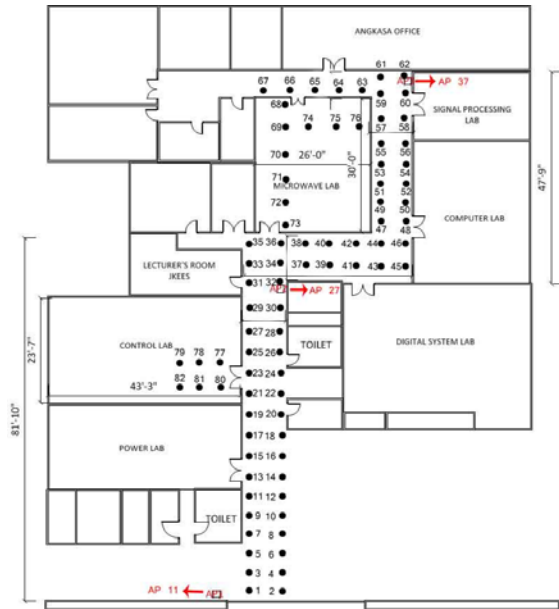 ANGKASA OFFICE
61 62
AP 37
67 66 65 64 63
68
59 60
SIGNAL PROCESSING
LAB
69 74 75 76
57 58
26'-0"
30'-0"
47'-9"
70
55 56
71
MICROWAVE LAB
53 54
72
51 52
49 50
COMPUTER LAB
73
47 48
35 36 38 40 42 44 46
LECTURER'S ROOM
JKEES
33 34 37 39 41 43 45
31 32
AP 27
29 30
23'-7"
81'-10"
CONTROL LAB
27 28
TOILET
DIGITAL SYSTEM LAB
79 78 77
25 26
82 81 80
23 24
43'-3"
21 22
19 20
POWER LAB
17 18
15 16
13 14
11 12
TOILET
9 10
7 8
5 6
3 4
AP 11
1 2